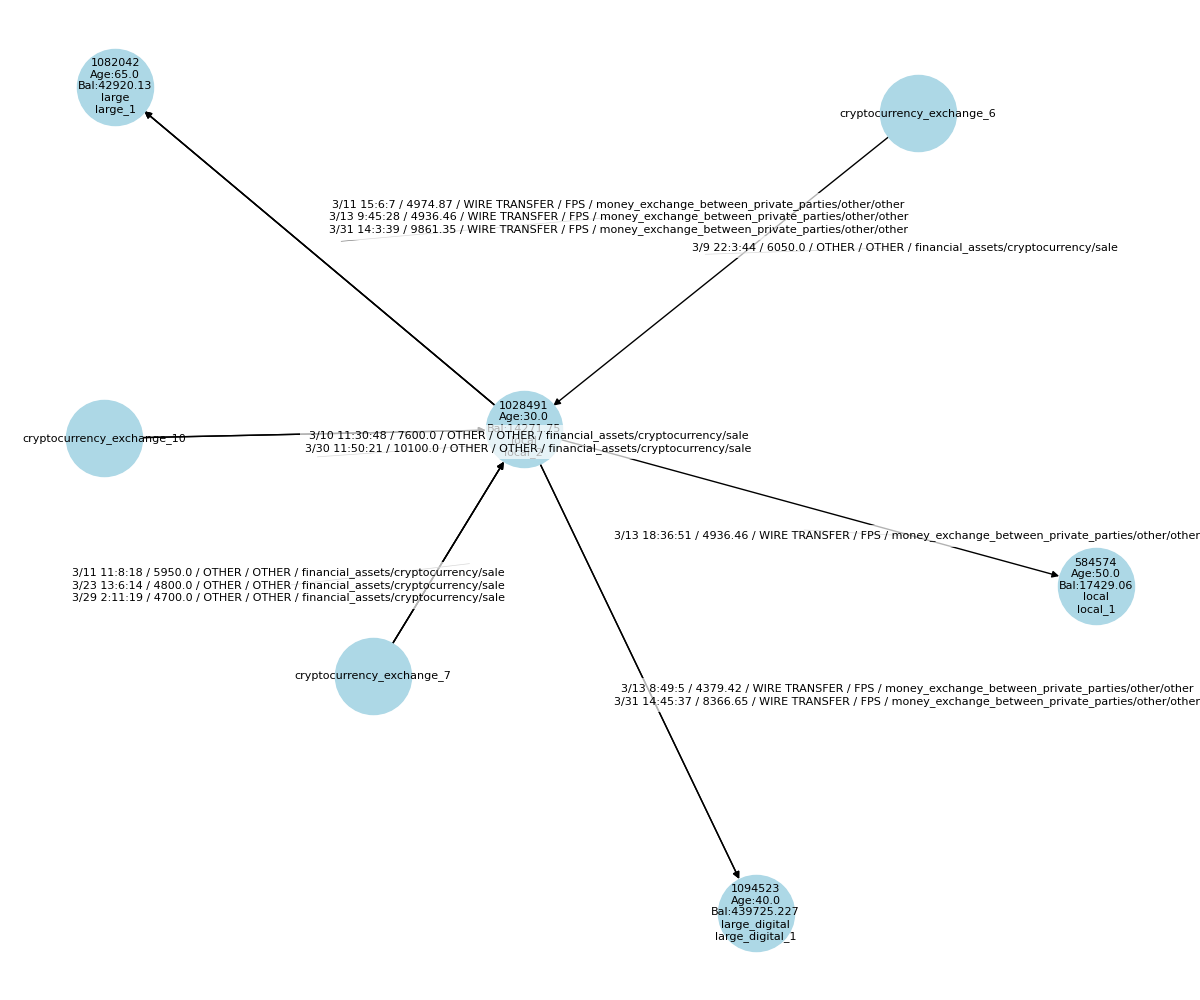 1082042
Age:65.0
Bal:42920.13
large
large_1
cryptocurrency_exchange_6
3/11 15:6:7 / 4974.87 / WIRE TRANSFER / FPS / money_exchange_between_private_parties/other/other
3/13 9:45:28 / 4936.46 / WIRE TRANSFER / FPS / money_exchange_between_private_parties/other/other
3/31 14:3:39 / 9861.35 / WIRE TRANSFER / FPS / money_exchange_between_private_parties/other/other
3/9 22:3:44 / 6050.0 / OTHER / OTHER / financial_assets/cryptocurrency/sale
1028491
Age:30.0
Bal:14271.75
local_2
cryptocurrency_exchange_10
3/10 11:30:48 / 7600.0 / OTHER / OTHER / financial_assets/cryptocurrency/sale
3/30 11:50:21 / 10100.0 / OTHER / OTHER / financial_assets/cryptocurrency/sale
3/13 18:36:51 / 4936.46 / WIRE TRANSFER / FPS / money_exchange_between_private_parties/other/other
584574
Age:50.0
Bal:17429.06
local
local_1
3/11 11:8:18 / 5950.0 / OTHER / OTHER / financial_assets/cryptocurrency/sale
3/23 13:6:14 / 4800.0 / OTHER / OTHER / financial_assets/cryptocurrency/sale
3/29 2:11:19 / 4700.0 / OTHER / OTHER / financial_assets/cryptocurrency/sale
cryptocurrency_exchange_7
3/13 8:49:5 / 4379.42 / WIRE TRANSFER / FPS / money_exchange_between_private_parties/other/other
3/31 14:45:37 / 8366.65 / WIRE TRANSFER / FPS / money_exchange_between_private_parties/other/other
1094523
Age:40.0
Bal:439725.227
large_digital
large_digital_1